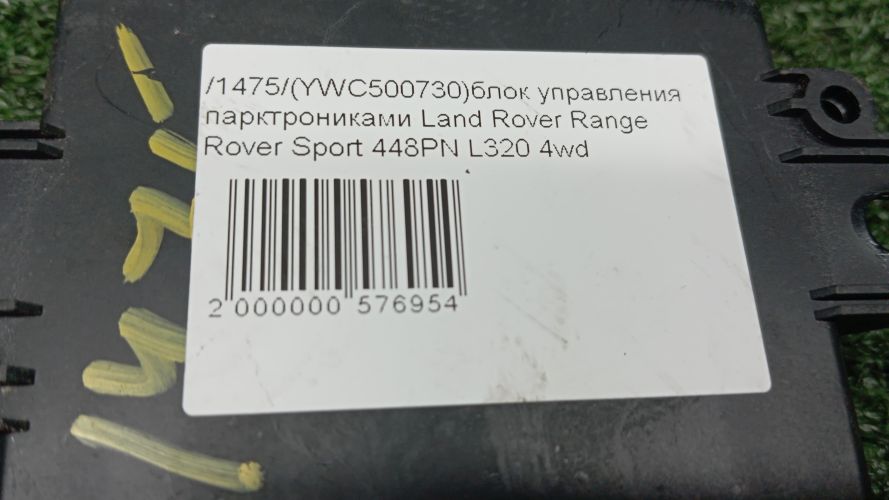 /1475/(YWC500730)блок управления
парктрониками Land Rover Range
Rover Sport 448PN L320 4wd
2 000000 576954